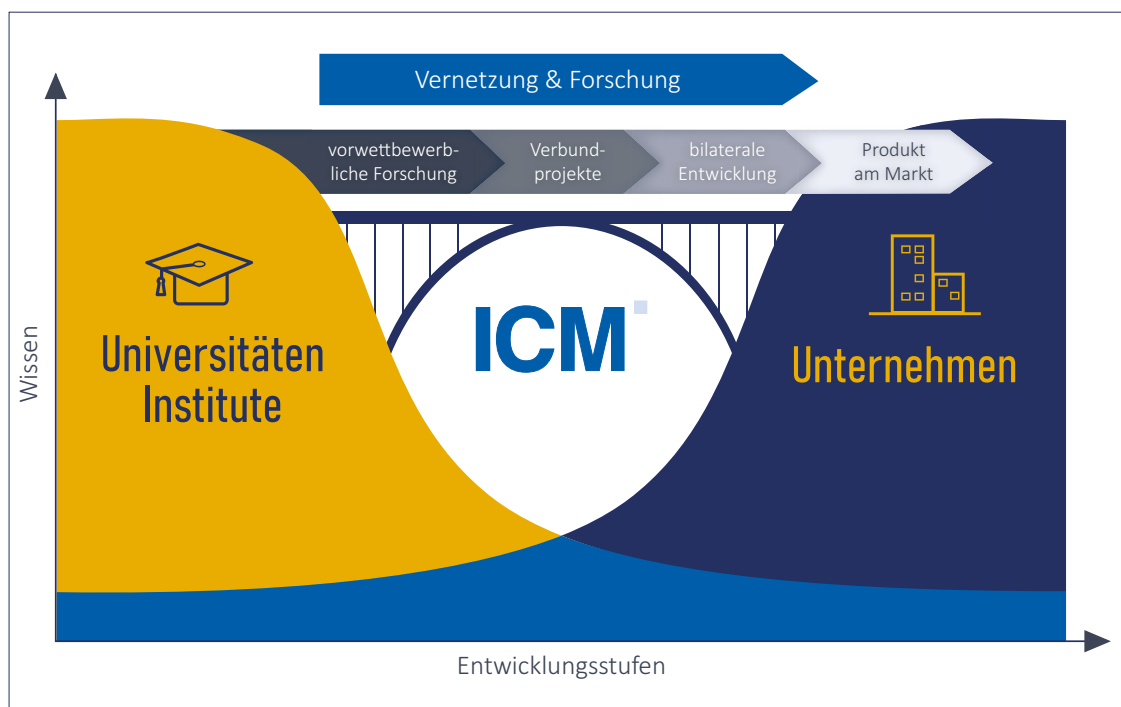 Vernetzung & Forschung
vorwettbewerb-
liche Forschung
Verbund-
projekte
bilaterale
Entwicklung
Produkt
am Markt
Wissen
Universitäten
Institute
ICM
Unternehmen
Entwicklungsstufen